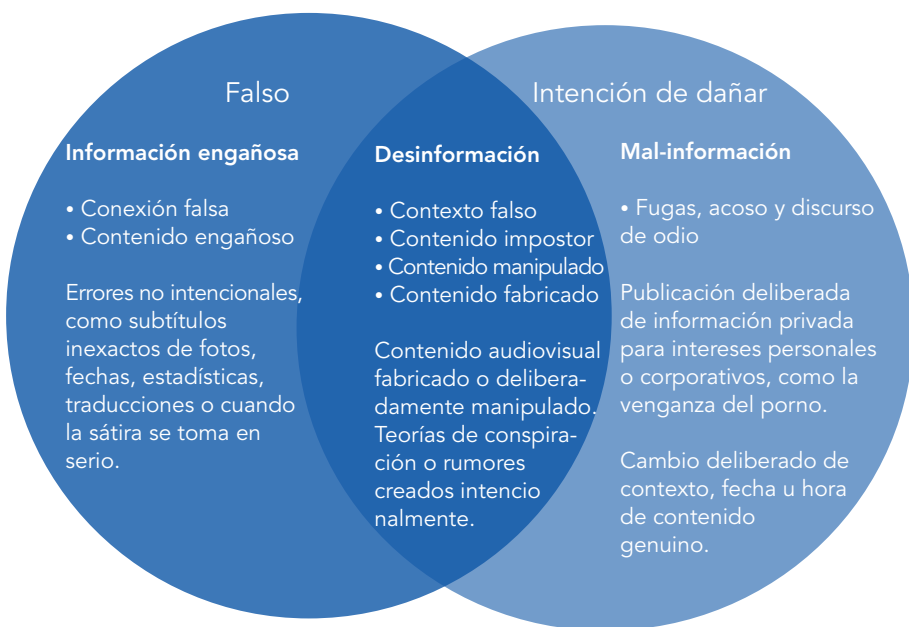 Falso
Información engañosa
• Conexión falsa
• Contenido engañoso
Errores no intencionales,
como subtítulos
inexactos de fotos,
fechas, estadísticas,
traducciones o cuando
la sátira se toma en
serio.
Desinformación
• Contexto falso
• Contenido impostor
• Contenido manipulado
• Contenido fabricado
Contenido audiovisual
fabricado o delibera-
damente manipulado.
Teorías de conspira-
ción o rumores
creados intencio
nalmente.
Intención de dañar
Mal-información
• Fugas, acoso y discurso
de odio
Publicación deliberada
de información privada
para intereses personales
o corporativos, como la
venganza del porno.
Cambio deliberado de
contexto, fecha u hora
de contenido
genuino.